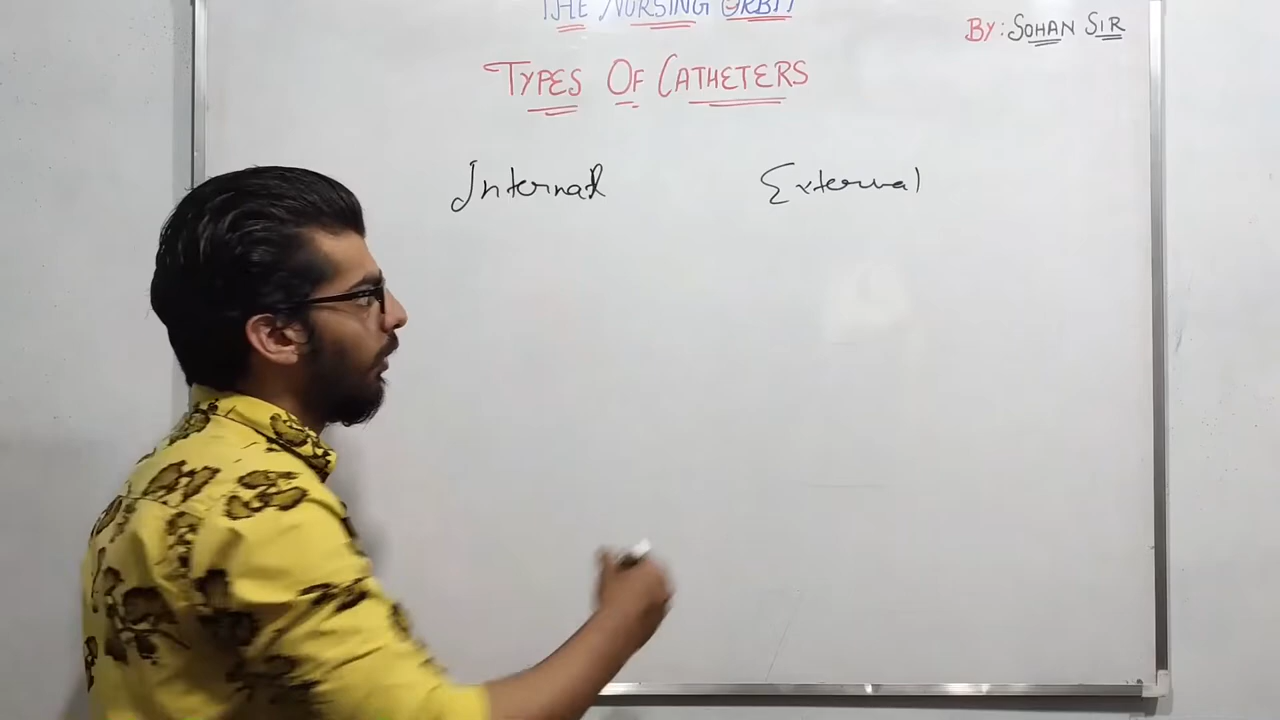 THE NURSING ORBIT
BY: SOHAN SIR
TYPES OF CATHETERS
Internal External